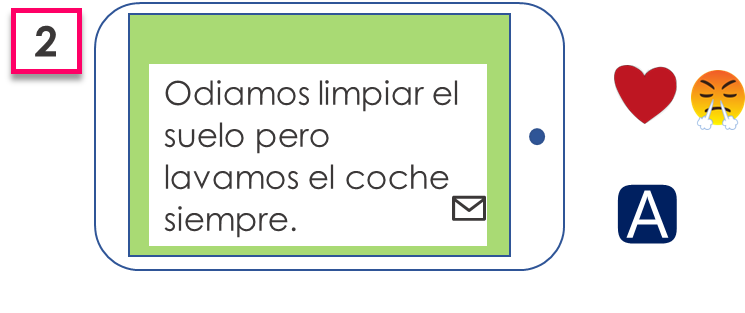 2
Odiamos limpiar el
suelo pero
lavamos el coche
siempre.
A